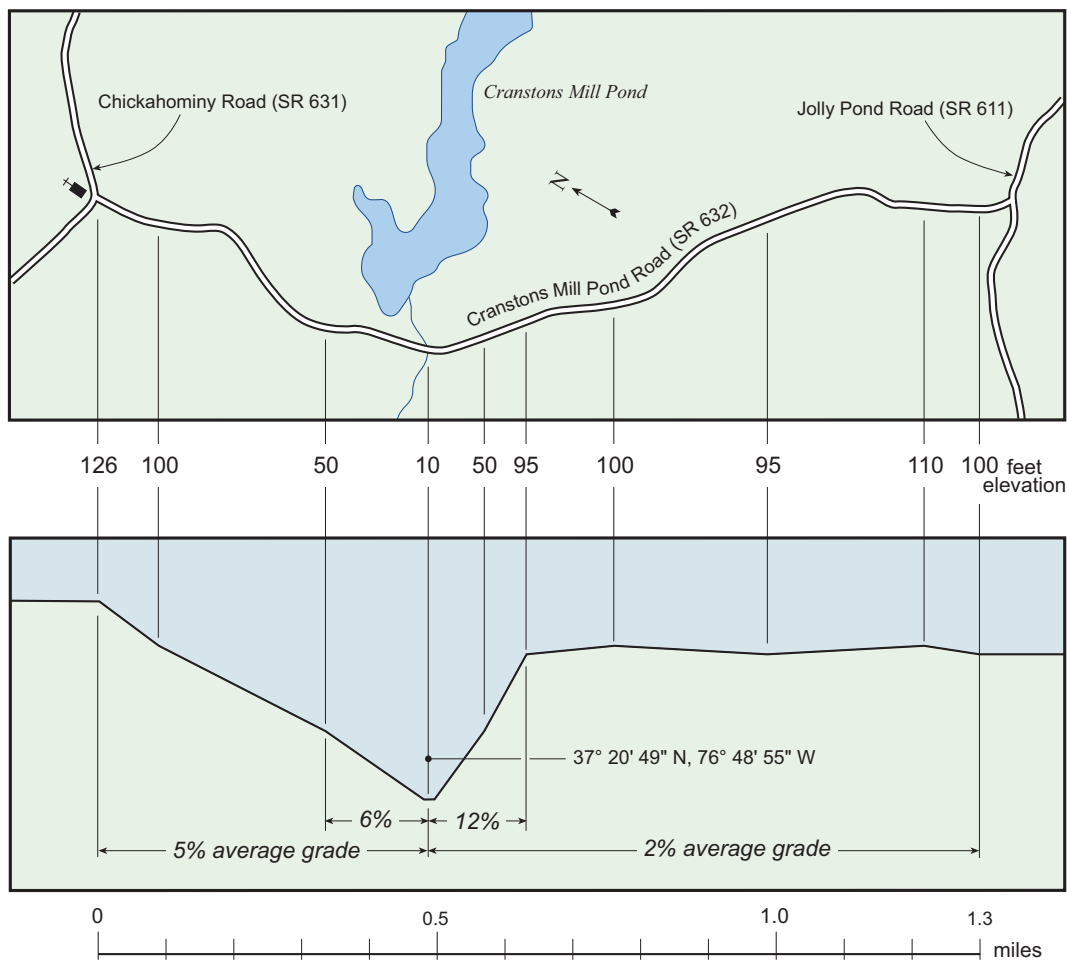 Chickahominy Road (SR 631)
Cranstons Mill Pond
Jolly Pond Road (SR 611)
N
Cranstons Mill Pond Road (SR 632)
126 100 50 10 50 95 100 95 110 100 feet
elevation
37° 20' 49" N, 76° 48' 55" W
6% 12%
5% average grade 2% average grade
0 0.5 1.0 1.3
miles